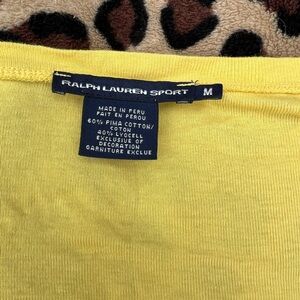 RALPH LAUREN SPORT M
MADE IN PERU
FAIT EN PEROU
60% PIMA COTTON/
COTON
40% LYOCELL
EXCLUSIVE OF
DECORATION
GARNITURE EXCLUE